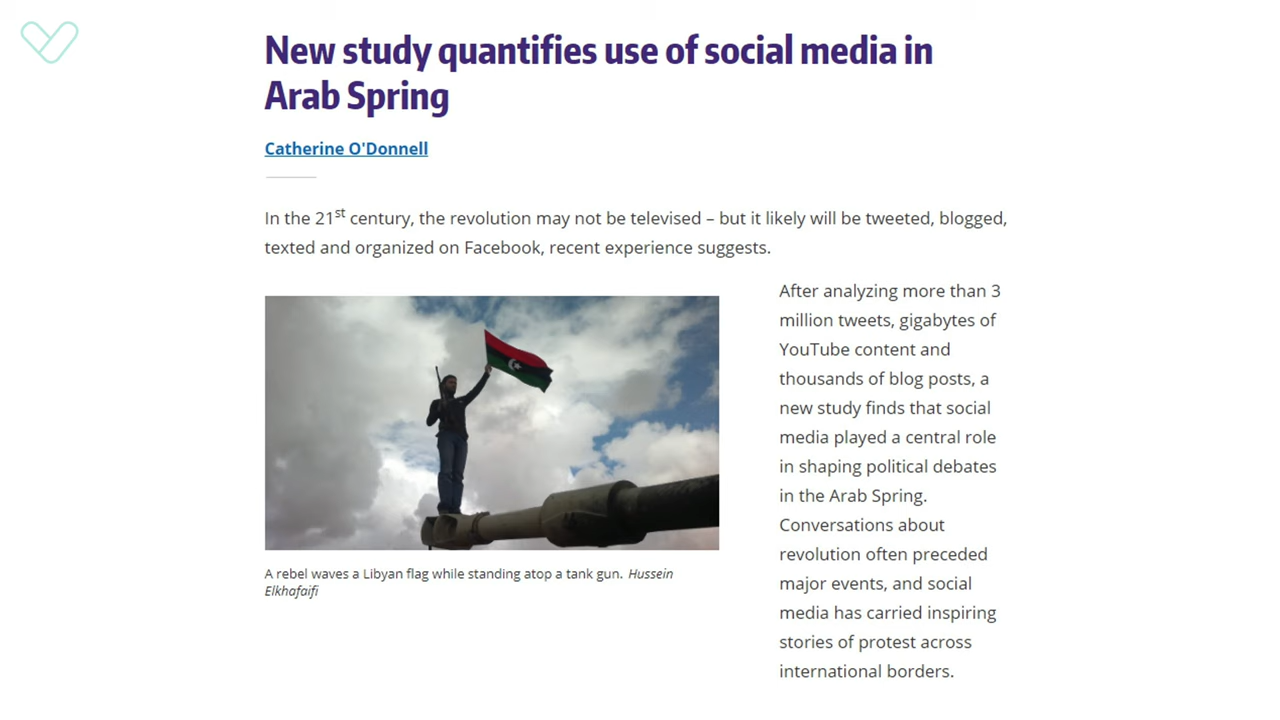 New study quantifies use of social media in
Arab Spring
Catherine O'Donnell
In the 21st century, the revolution may not be televised – but it likely will be tweeted, blogged,
texted and organized on Facebook, recent experience suggests.
After analyzing more than 3
million tweets, gigabytes of
YouTube content and
thousands of blog posts, a
new study finds that social
media played a central role
in shaping political debates
in the Arab Spring.
Conversations about
revolution often preceded
major events, and social
media has carried inspiring
stories of protest across
international borders.
A rebel waves a Libyan flag while standing atop a tank gun. Hussein
Elkhafaifi